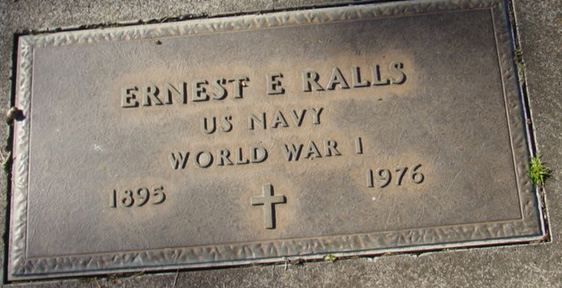 ERNEST E RALLS
US NAVY
WORLD WAR I
1895 1976